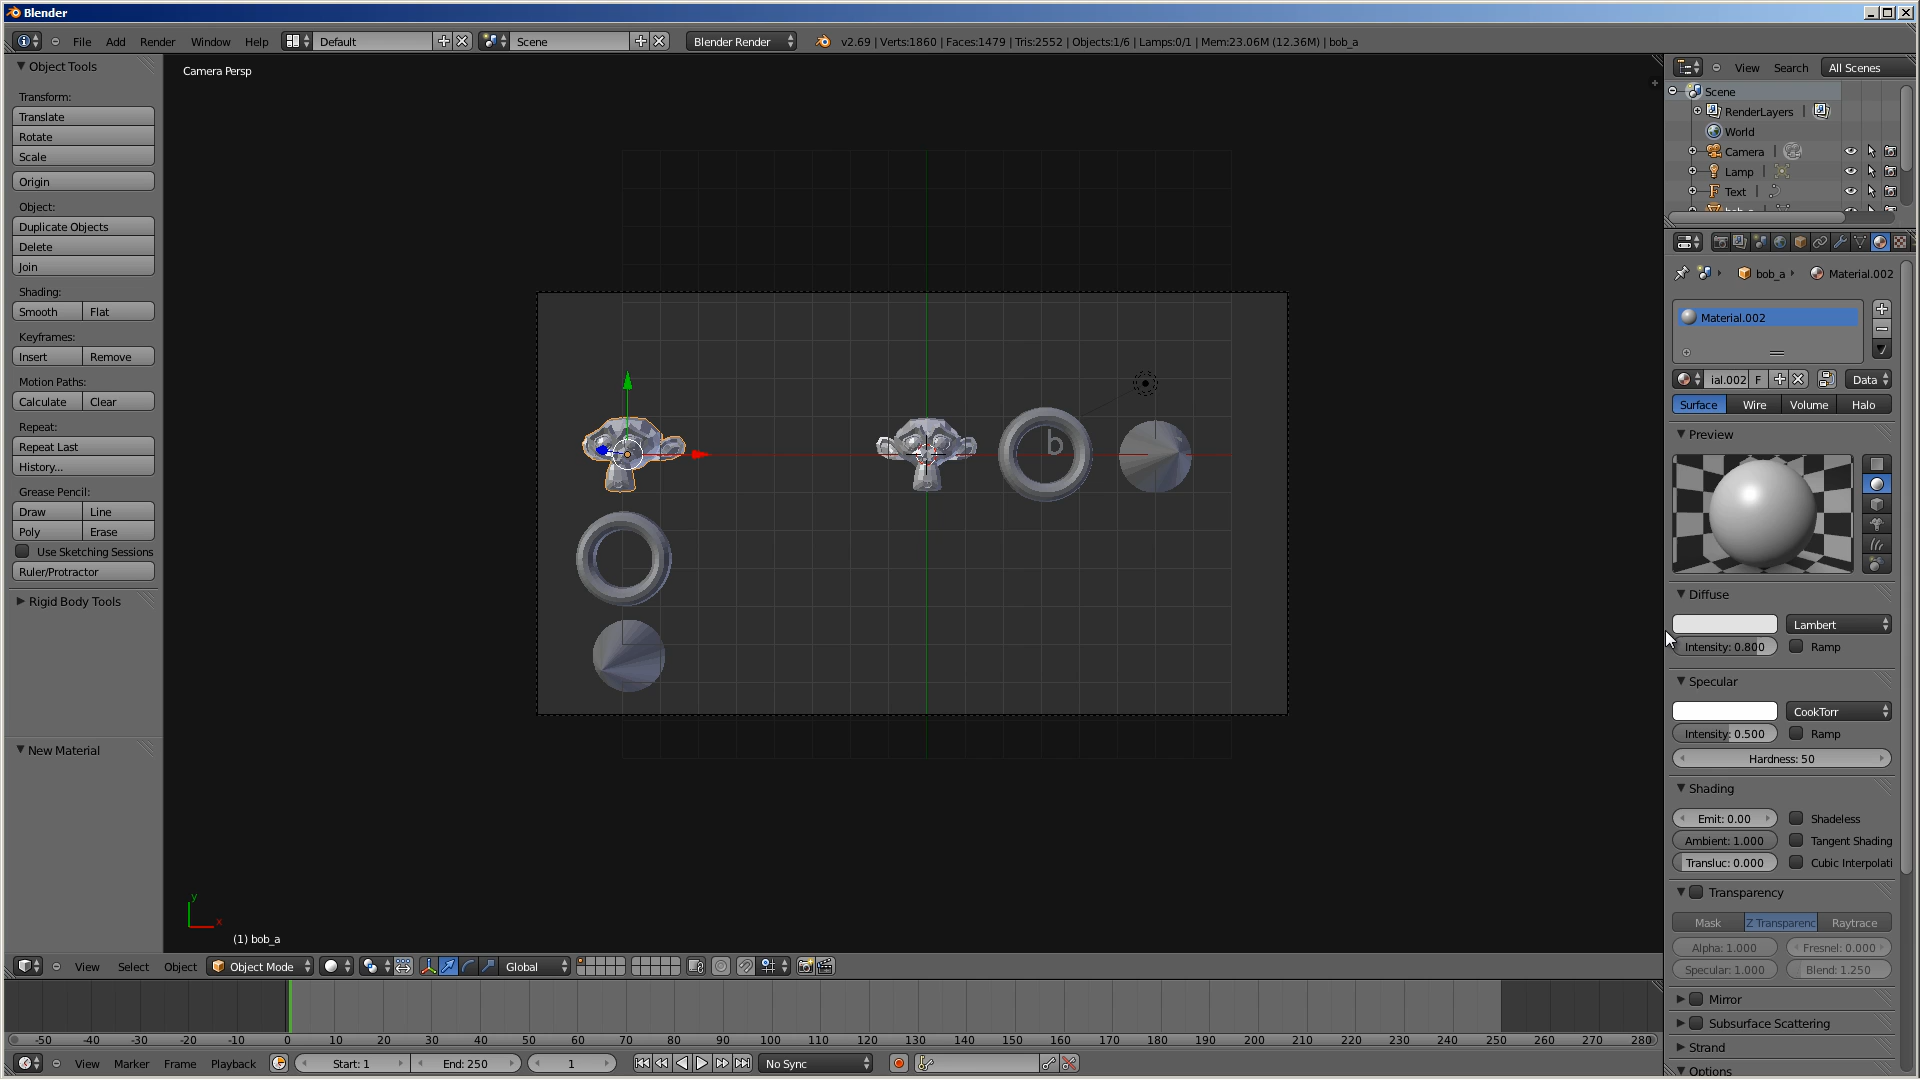 Blender
File Add Render Window Help Default Scene Blender Render v2.69 | Verts:1860 | Faces:1479 | Tris:2552 | Objects:1/6 | Lamps:0/1 | Mem:23.06M (12.36M) | bob_a
Object Tools
Transform:
Translate
Rotate
Scale
Origin
Object:
Duplicate Objects
Delete
Join
Shading:
Smooth Flat
Keyframes:
Insert Remove
Motion Paths:
Calculate Clear
Repeat:
Repeat Last
History...
Grease Pencil:
Draw Line
Poly Erase
Use Sketching Sessions
Ruler/Protractor
Rigid Body Tools
New Material
Camera Persp
b
y
x
(1) bob_a
View Select Object Object Mode Global
-50 -40 -30 -20 -10 0 10 20 30 40 50 60 70 80 90 100 110 120 130 140 150 160 170 180 190 200 210 220 230 240 250 260 270 280
View Marker Frame Playback Start: 1 End: 250 1 No Sync
View Search All Scenes
Scene
RenderLayers |
World
Camera |
Lamp |
Text |
bob_a
bob_a Material.002
Material.002
ial.002 F Data
Surface Wire Volume Halo
Preview
Diffuse
Lambert
Intensity: 0.800 Ramp
Specular
CookTorr
Intensity: 0.500 Ramp
Hardness: 50
Shading
Emit: 0.00 Shadeless
Ambient: 1.000 Tangent Shading
Transluc: 0.000 Cubic Interpolati
Transparency
Mask Z Transparenc Raytrace
Alpha: 1.000 Fresnel: 0.000
Specular: 1.000 Blend: 1.250
Mirror
Subsurface Scattering
Strand
Options